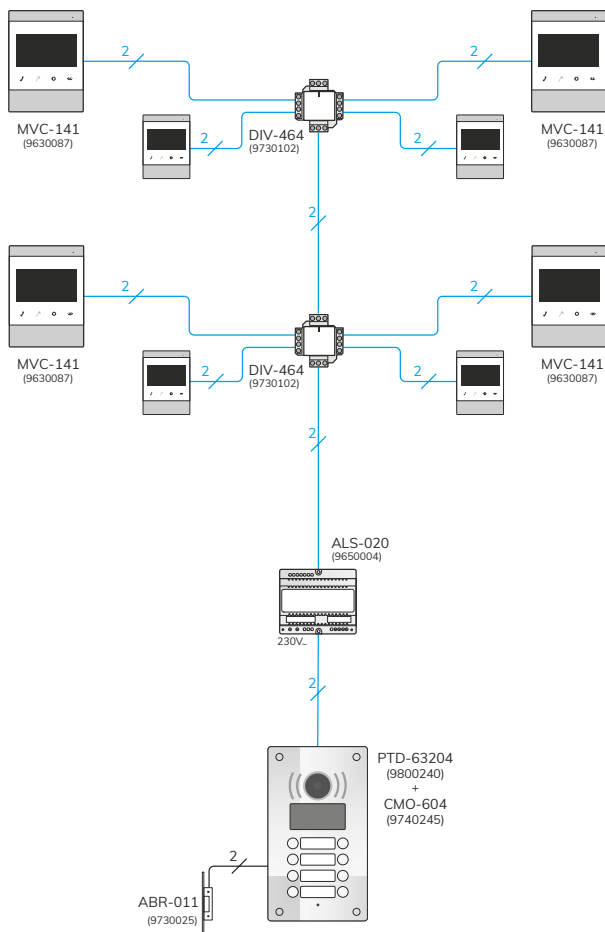 2
2
MVC-141
(9630087)
2
DIV-464
(9730102)
2
MVC-141
(9630087)
2
2
2
MVC-141
(9630087)
2
DIV-464
(9730102)
2
MVC-141
(9630087)
2
ALS-020
(9650004)
230V~
2
PTD-63204
(9800240)
+
CMO-604
(9740245)
2
ABR-011
(9730025)